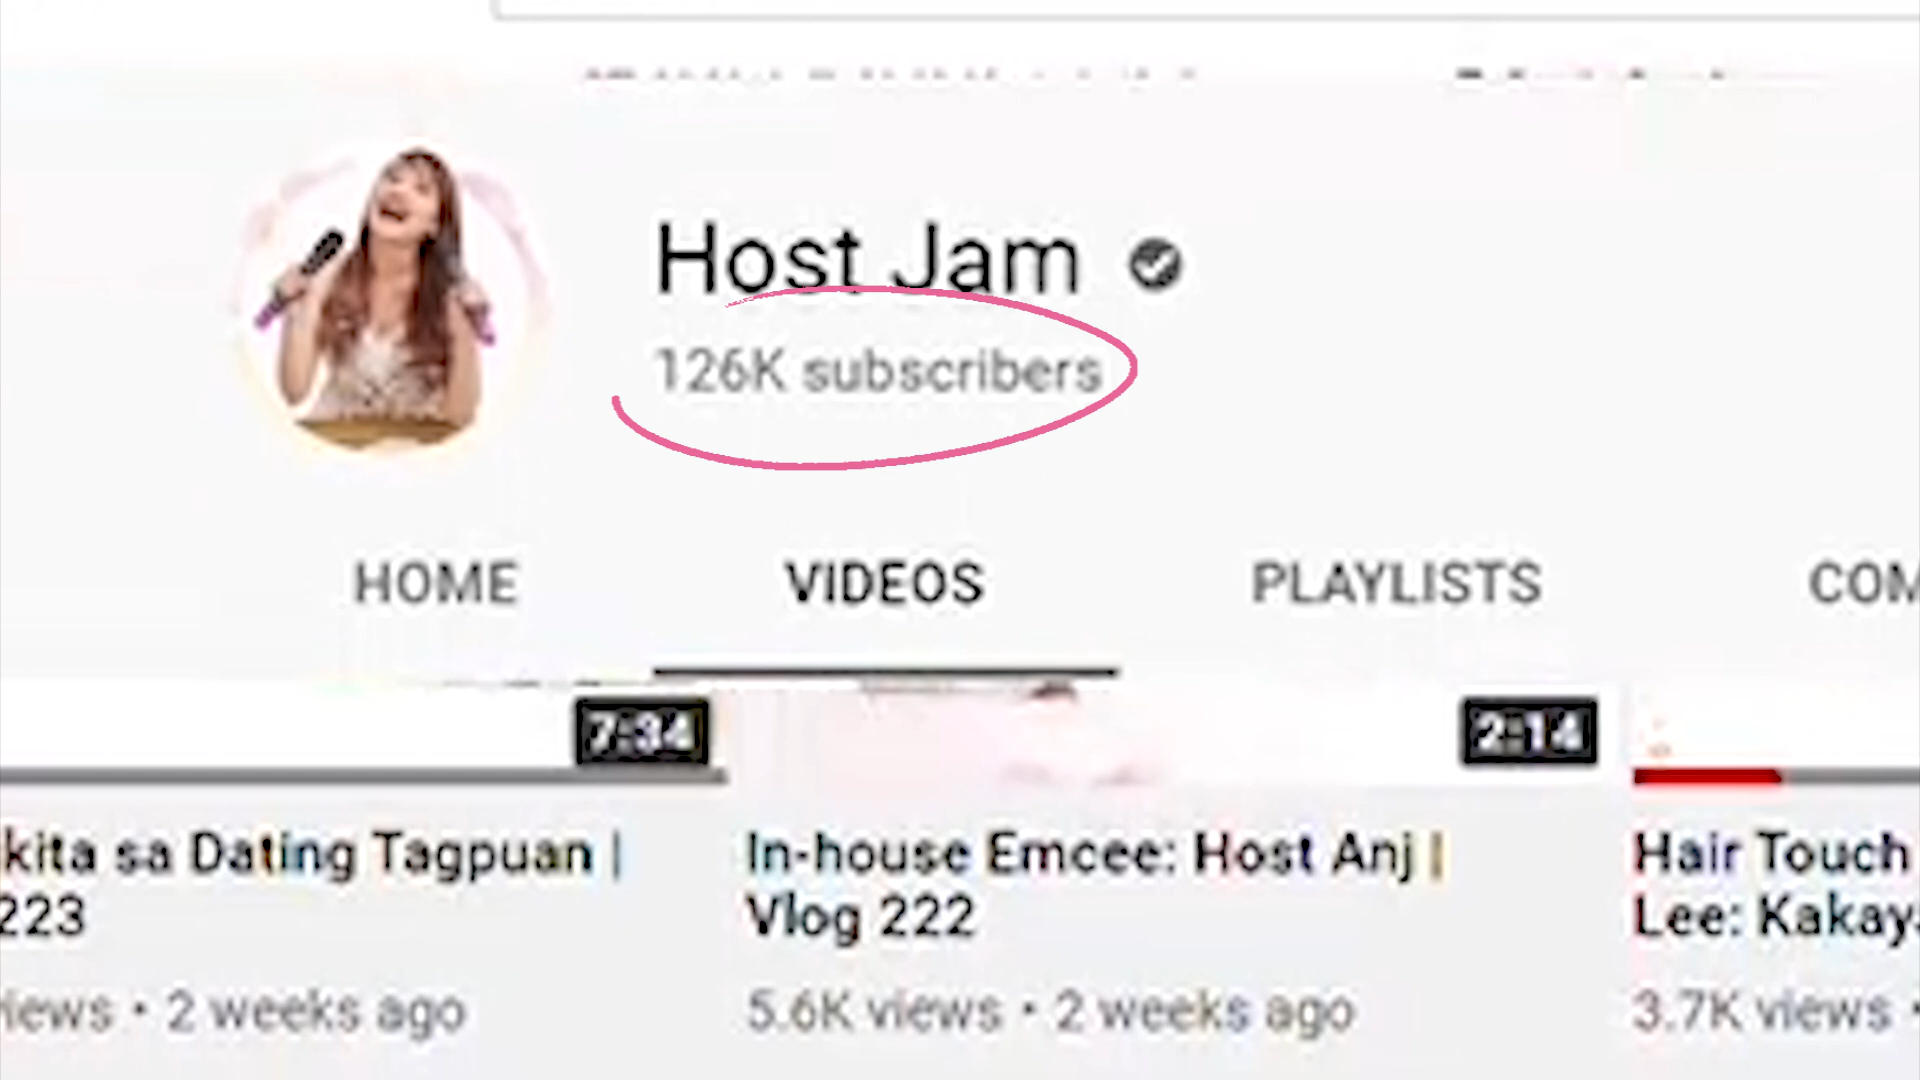 Host Jam
126K subscribers
HOME VIDEOS PLAYLISTS COM
7:34 2:14
kita sa Dating Tagpuan | In-house Emcee: Host Anj | Hair Touch
223 Vlog 222 Lee: Kakay
views • 2 weeks ago 5.6K views • 2 weeks ago 3.7K views •